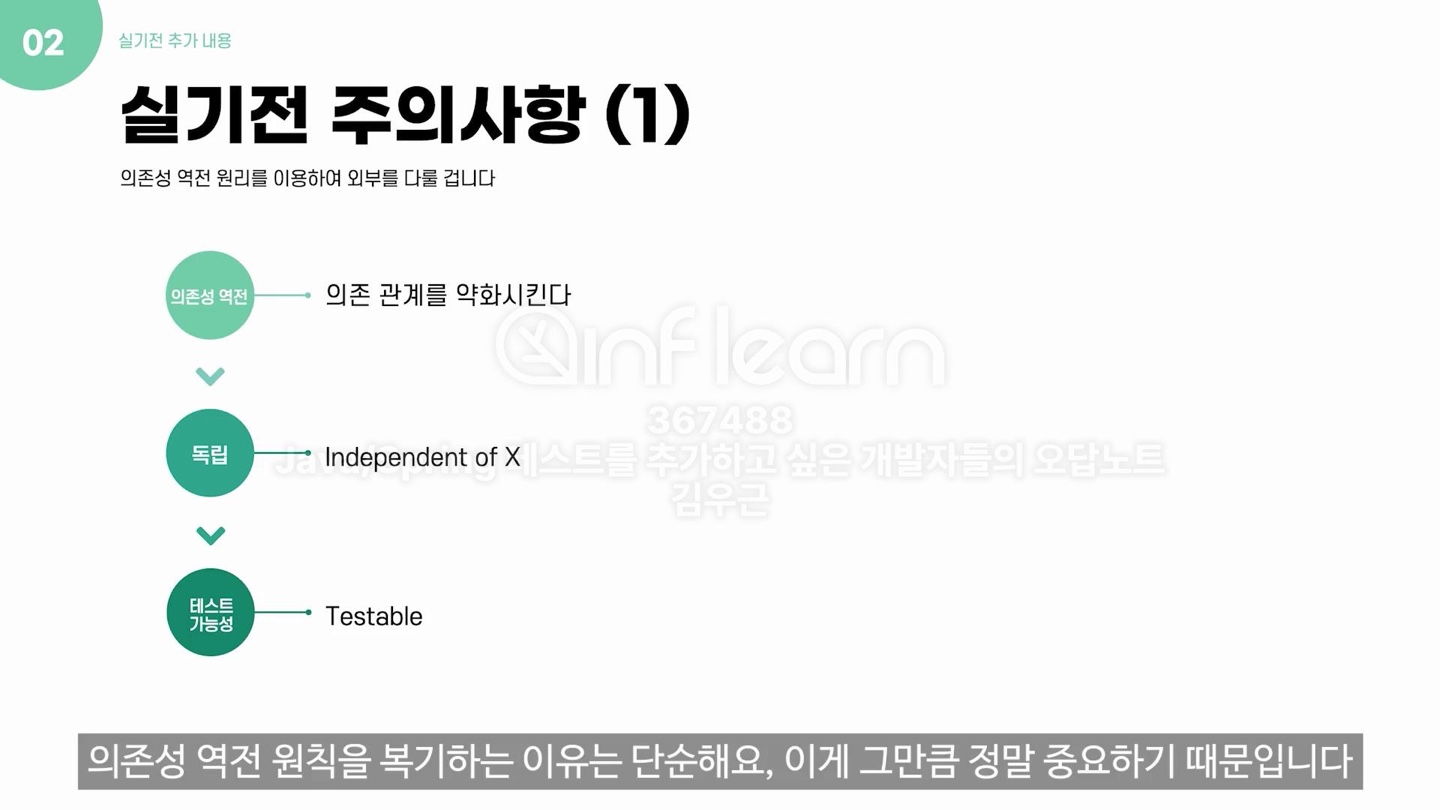 02
실기전 추가 내용
실기전 주의사항 (1)
의존성 역전 원리를 이용하여 외부를 다룰 겁니다
의존성 역전
의존 관계를 약화시킨다
inflearn
367488
Java/Spring 테스트를 추가하고 싶은 개발자들의 오답노트
김우근
독립
Independent of X
테스트
가능성
Testable
의존성 역전 원칙을 복기하는 이유는 단순해요, 이게 그만큼 정말 중요하기 때문입니다